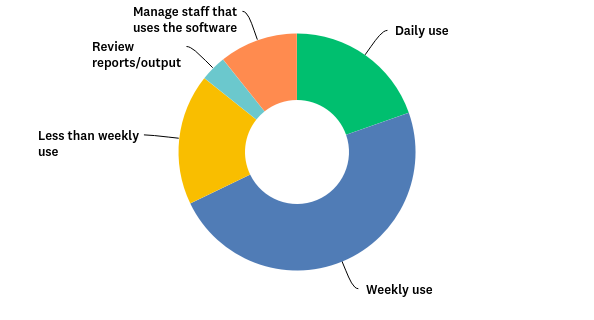 Manage staff that
uses the software
Daily use
Review
reports/output
Less than weekly
use
Weekly use